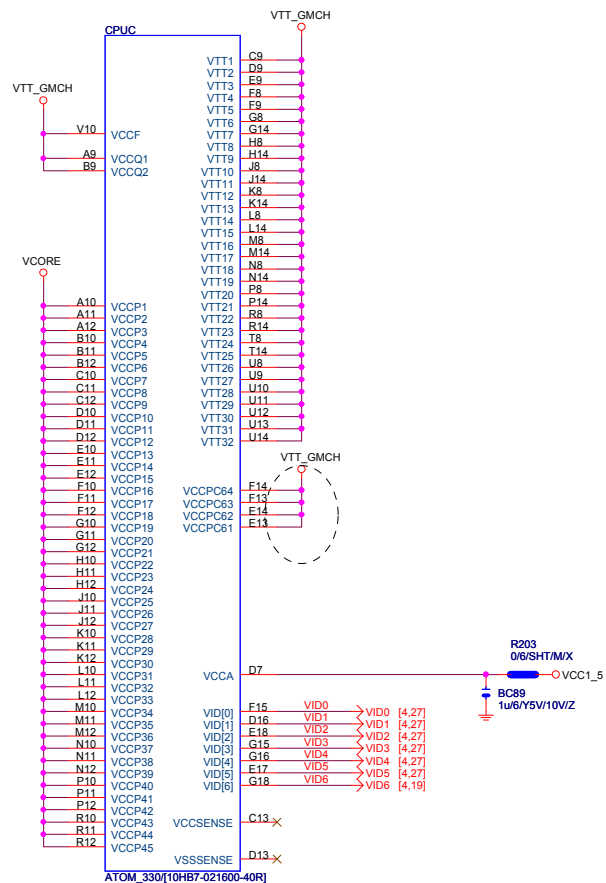 VTT_GMCH
CPUC
C9 VTT1
D9 VTT2
E9 VTT3
VTT_GMCH
F8 VTT4
F9 VTT5
G8 VTT6
V10 VCCF
G14 VTT7
H8 VTT8
A9 VCCQ1
H14 VTT9
B9 VCCQ2
J8 VTT10
J14 VTT11
K8 VTT12
K14 VTT13
L8 VTT14
L14 VTT15
M8 VTT16
M14 VTT17
VCORE
N8 VTT18
N14 VTT19
P8 VTT20
A10 VCCP1
P14 VTT21
A11 VCCP2
R8 VTT22
A12 VCCP3
R14 VTT23
B10 VCCP4
T8 VTT24
B11 VCCP5
T14 VTT25
B12 VCCP6
U8 VTT26
C10 VCCP7
U9 VTT27
C11 VCCP8
U10 VTT28
C12 VCCP9
U11 VTT29
D10 VCCP10
U12 VTT30
D11 VCCP11
U13 VTT31
D12 VCCP12
U14 VTT32
E10 VCCP13
VTT_GMCH
E11 VCCP14
E12 VCCP15
F10 VCCP16
F14 VCCPC64
F11 VCCP17
F13 VCCPC63
F12 VCCP18
E14 VCCPC62
G10 VCCP19
E13 VCCPC61
G11 VCCP20
G12 VCCP21
H10 VCCP22
H11 VCCP23
H12 VCCP24
J10 VCCP25
J11 VCCP26
J12 VCCP27
K10 VCCP28
K11 VCCP29
K12 VCCP30
R203
0/6/SHT/M/X
L10 VCCP31
VCCA D7
VCC1_5
L11 VCCP32
L12 VCCP33
BC89
1u/6/Y5V/10V/Z
M10 VCCP34
VID[0] F15 VID0 VID0 [4,27]
M11 VCCP35
VID[1] D16 VID1 VID1 [4,27]
M12 VCCP36
VID[2] E18 VID2 VID2 [4,27]
N10 VCCP37
VID[3] G15 VID3 VID3 [4,27]
N11 VCCP38
VID[4] G16 VID4 VID4 [4,27]
N12 VCCP39
VID[5] E17 VID5 VID5 [4,27]
P10 VCCP40
VID[6] G18 VID6 VID6 [4,19]
P11 VCCP41
P12 VCCP42
R10 VCCP43
VCCSENSE C13
R11 VCCP44
R12 VCCP45
VSSSENSE D13
ATOM_330/[10HB7-021600-40R]